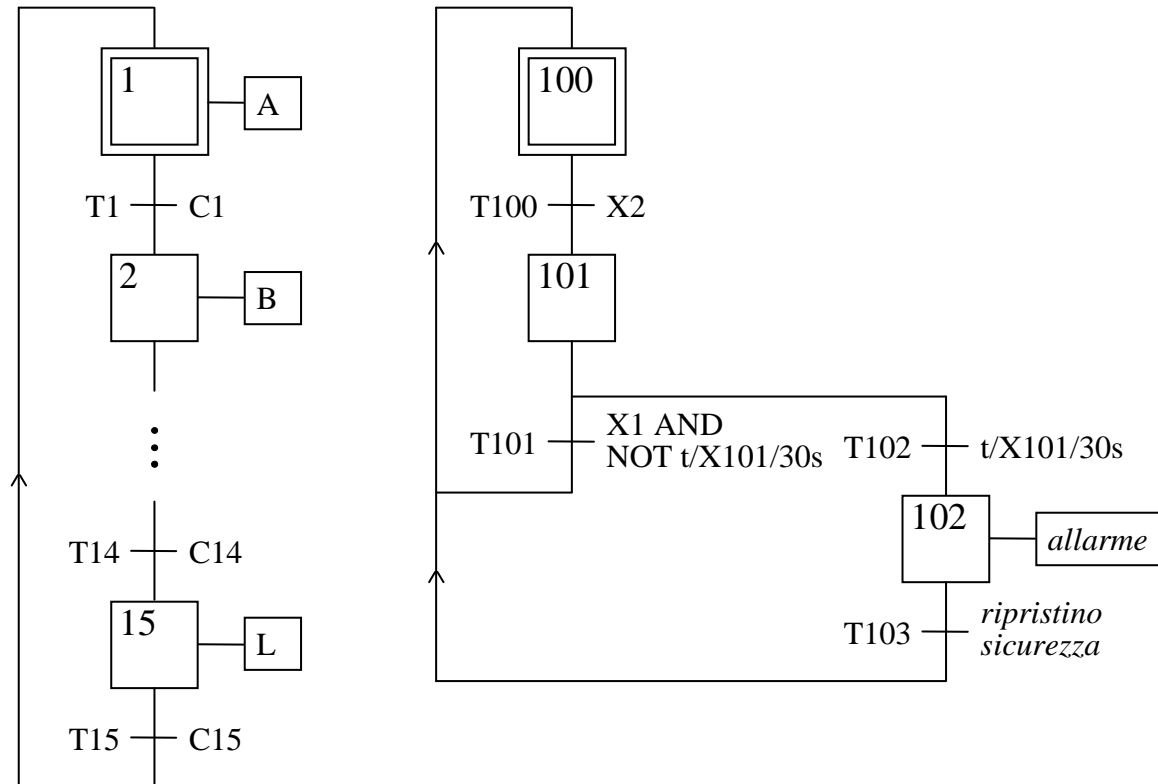 1
A
T1 C1
2
B
T14 C14
15
L
T15 C15
100
T100 X2
101
T101 X1 AND
NOT t/X101/30s
T102 t/X101/30s
102
allarme
T103 ripristino
sicurezza